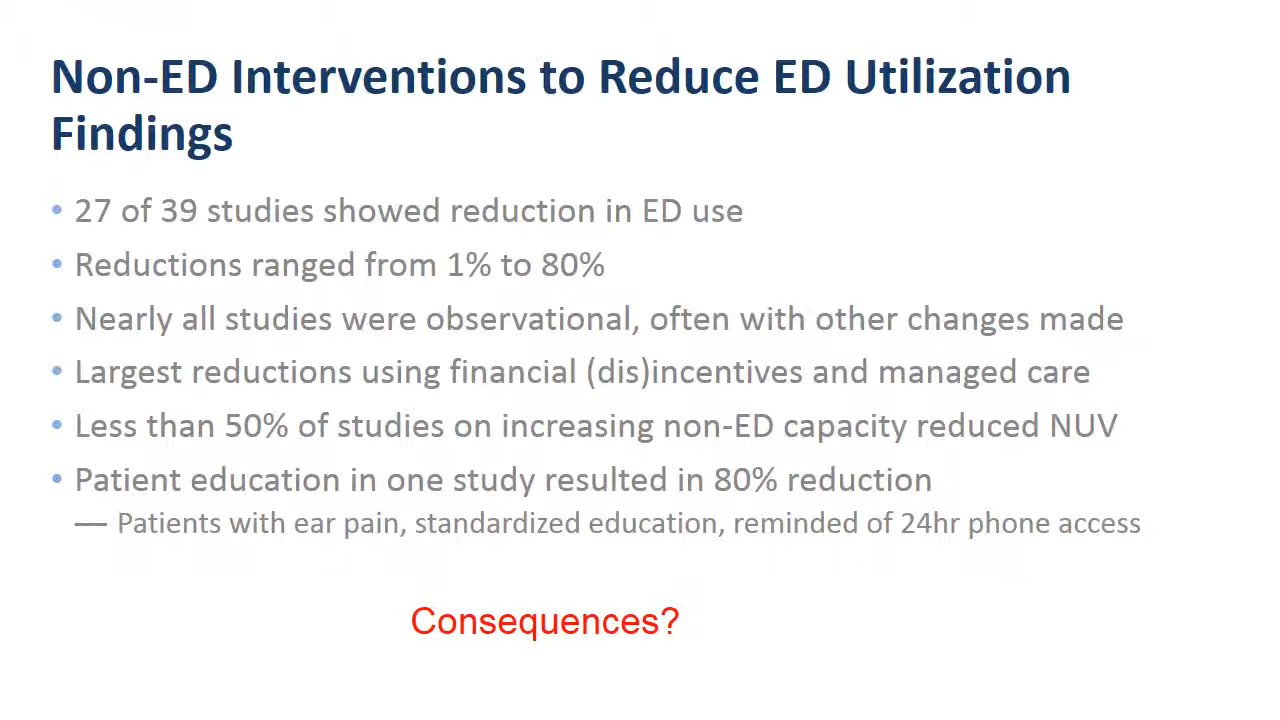 Non-ED Interventions to Reduce ED Utilization
Findings
• 27 of 39 studies showed reduction in ED use
• Reductions ranged from 1% to 80%
• Nearly all studies were observational, often with other changes made
• Largest reductions using financial (dis)incentives and managed care
• Less than 50% of studies on increasing non-ED capacity reduced NUV
• Patient education in one study resulted in 80% reduction
— Patients with ear pain, standardized education, reminded of 24hr phone access
Consequences?